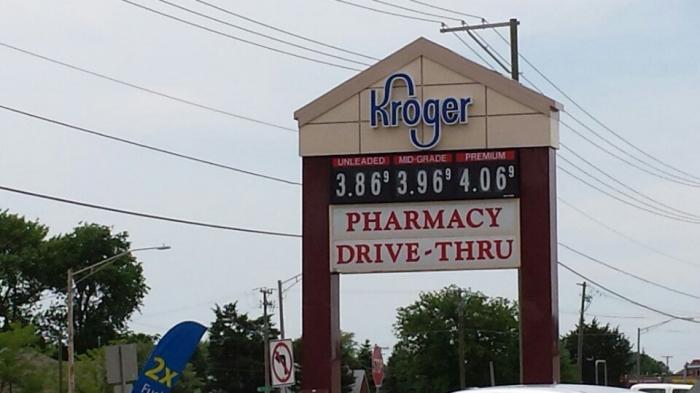 Kroger
UNLEADED MID-GRADE PREMIUM
3.86⁹ 3.96⁹ 4.06⁹
PHARMACY
DRIVE-THRU
2X